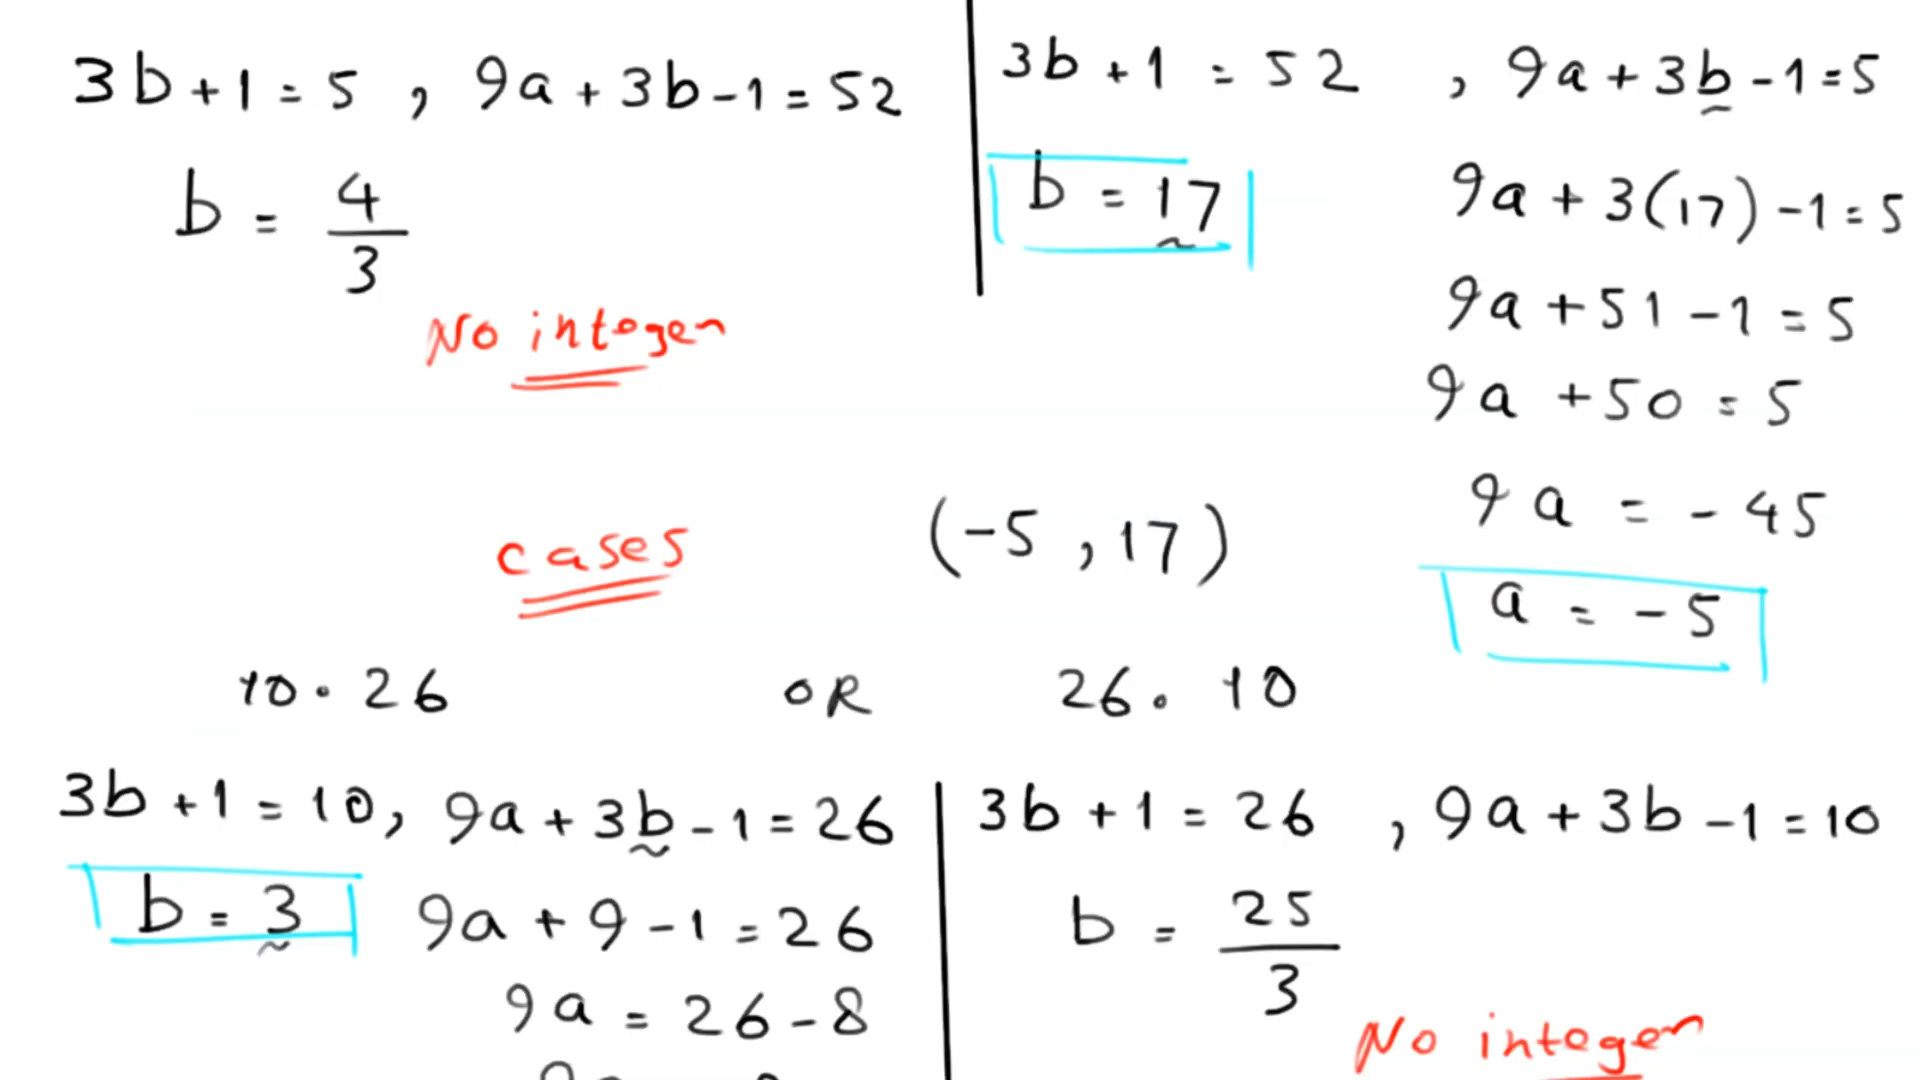 3b+1=5 , 9a+3b-1=52
b = 4/3
No integer
3b+1=52 , 9a+3b-1=5
b = 17
9a+3(17)-1=5
9a+51-1=5
9a+50=5
9a = -45
a = -5
cases
(-5,17)
10·26 OR 26·10
3b+1=10, 9a+3b-1=26
b = 3
9a+9-1=26
9a = 26-8
3b+1=26 , 9a+3b-1=10
b = 25/3
No integer